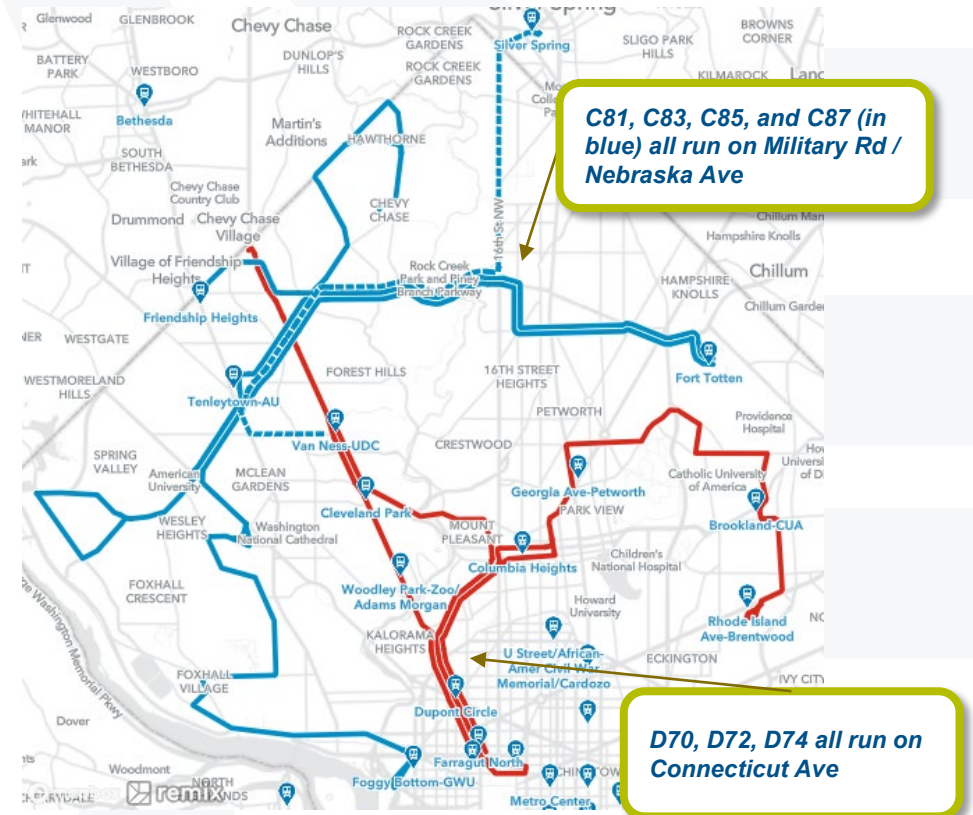 Glenwood
GLENBROOK
Chevy Chase
ROCK CREEK
GARDENS
Silver Spring
SLIGO PARK
HILLS
BROWNS
CORNER
BATTERY
PARK
WESTBORO
DUNLOP'S
HILLS
ROCK CREEK
GARDENS
KILMAROCK
Bethesda
MANOR
Martin's
Additions
HAWTHORNE
C81, C83, C85, and C87 (in
blue) all run on Military Rd /
Nebraska Ave
SOUTH
BETHESDA
Chevy Chase
Country Club
CHEVY
CHASE
16th St NW
Drummond
Chevy Chase
Village
Hampshire Knolls
Village of Friendship
Heights
Rock Creek
Park and Piney
Branch Parkway
HAMPSHIRE
KNOLLS
Chillum
Friendship Heights
WESTGATE
WESTMORELAND
HILLS
FOREST HILLS
16TH STREET
HEIGHTS
Fort Totten
Tenleytown-AU
PETWORTH
Providence
Hospital
Van Ness-UDC
CRESTWOOD
SPRING
VALLEY
American
University
MCLEAN
GARDENS
Catholic University
of America
Georgia Ave-Petworth
PARK VIEW
Cleveland Park
Brookland-CUA
WESLEY
HEIGHTS
Washington
National Cathedral
MOUNT
PLEASANT
Columbia Heights
Children's
National Hospital
FOXHALL
CRESCENT
Woodley Park-Zoo/
Adams Morgan
Howard
University
Rhode Island
Ave-Brentwood
Washington Memorial Pkwy
KALORAMA
HEIGHTS
U Street/African-
Amer Civil War
Memorial/Cardozo
ECKINGTON
IVY CITY
FOXHALL
VILLAGE
Dover
Dupont Circle
D70, D72, D74 all run on
Connecticut Ave
Farragut North
Foggy Bottom-GWU
Woodmont
NORTH
remix
Metro Center